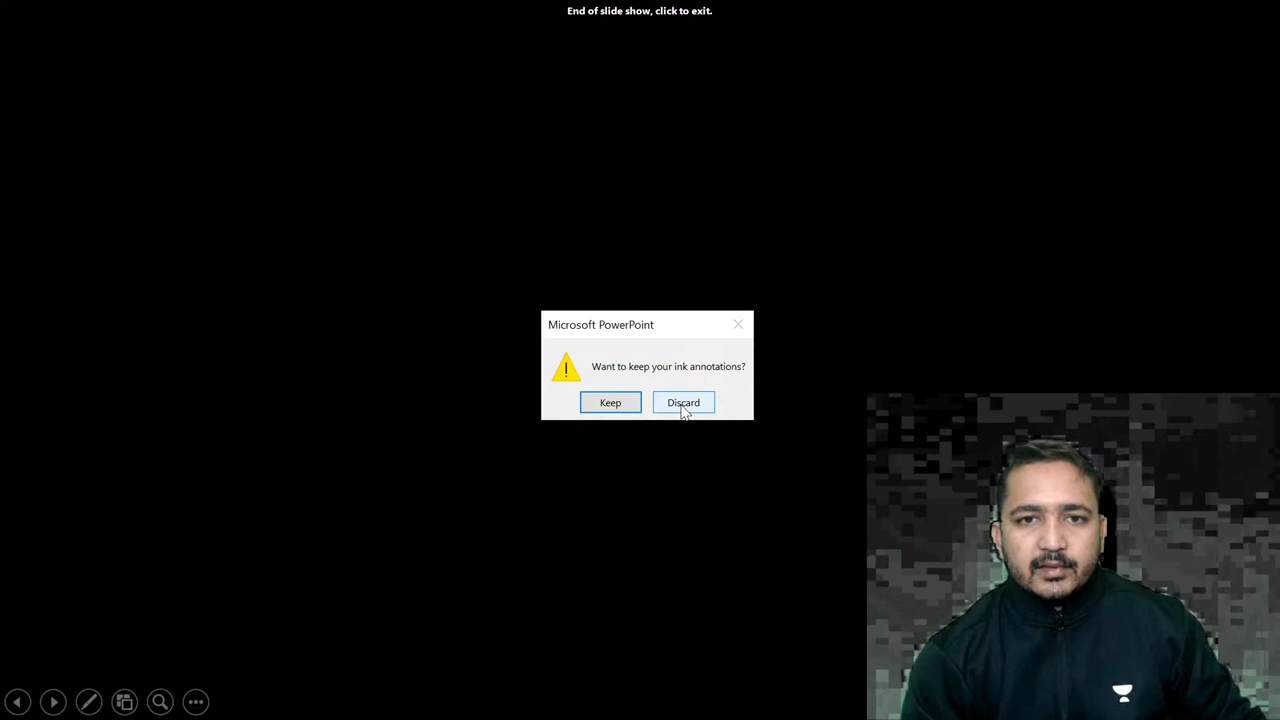 End of slide show, click to exit.
Microsoft PowerPoint
Want to keep your ink annotations?
Keep
Discard